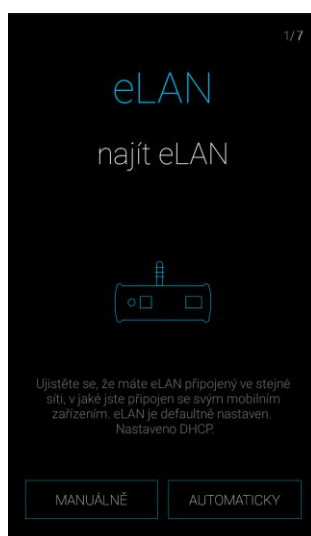 1/7
eLAN
najít eLAN
Ujistěte se, že máte eLAN připojený ve stejné
síti, v jaké jste připojen se svým mobilním
zařízením. eLAN je defaultně nastaven.
Nastaveno DHCP.
MANUÁLNĚ AUTOMATICKY